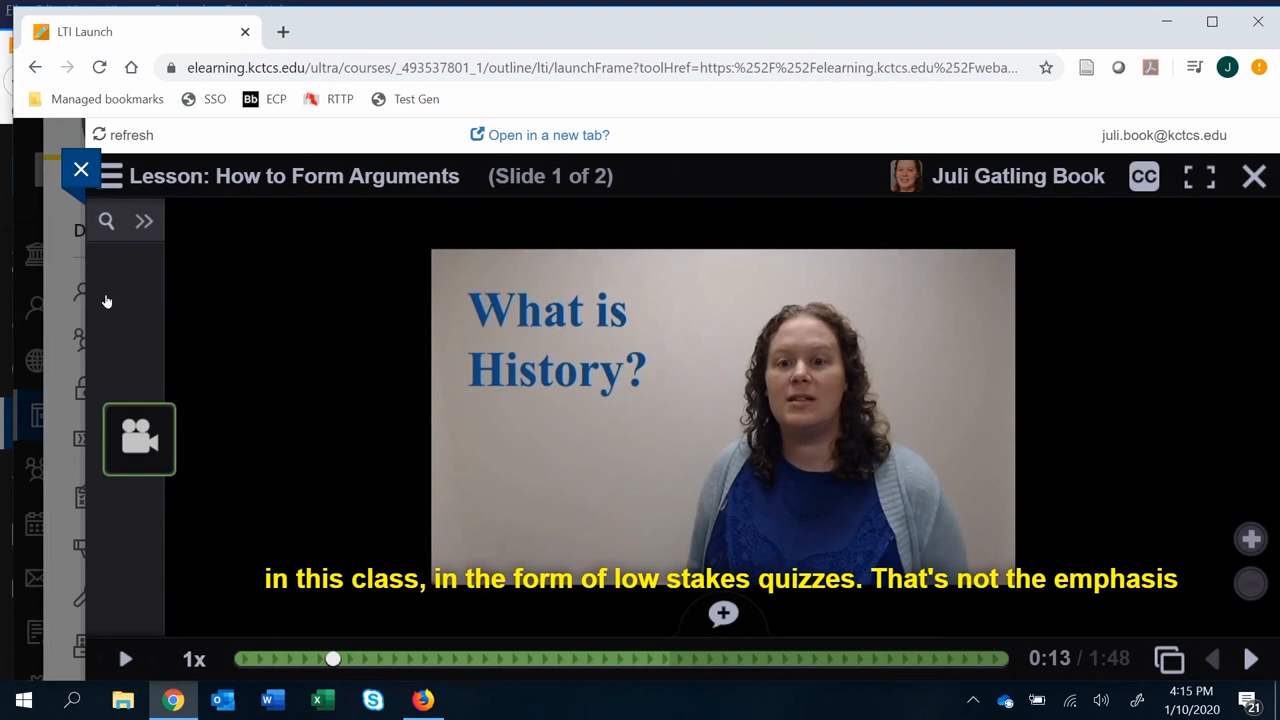 LTI Launch
elearning.kctcs.edu/ultra/courses/_493537801_1/outline/lti/launchFrame?toolHref=https:%252F%252Felearning.kctcs.edu%252Fweba...
J
Managed bookmarks
SSO
Bb ECP
RTTP
Test Gen
refresh
Open in a new tab?
juli.book@kctcs.edu
Lesson: How to Form Arguments (Slide 1 of 2)
Juli Gatling Book
CC
D
What is
History?
in this class, in the form of low stakes quizzes. That's not the emphasis
1x
0:13 / 1:48
4:15 PM
1/10/2020
21